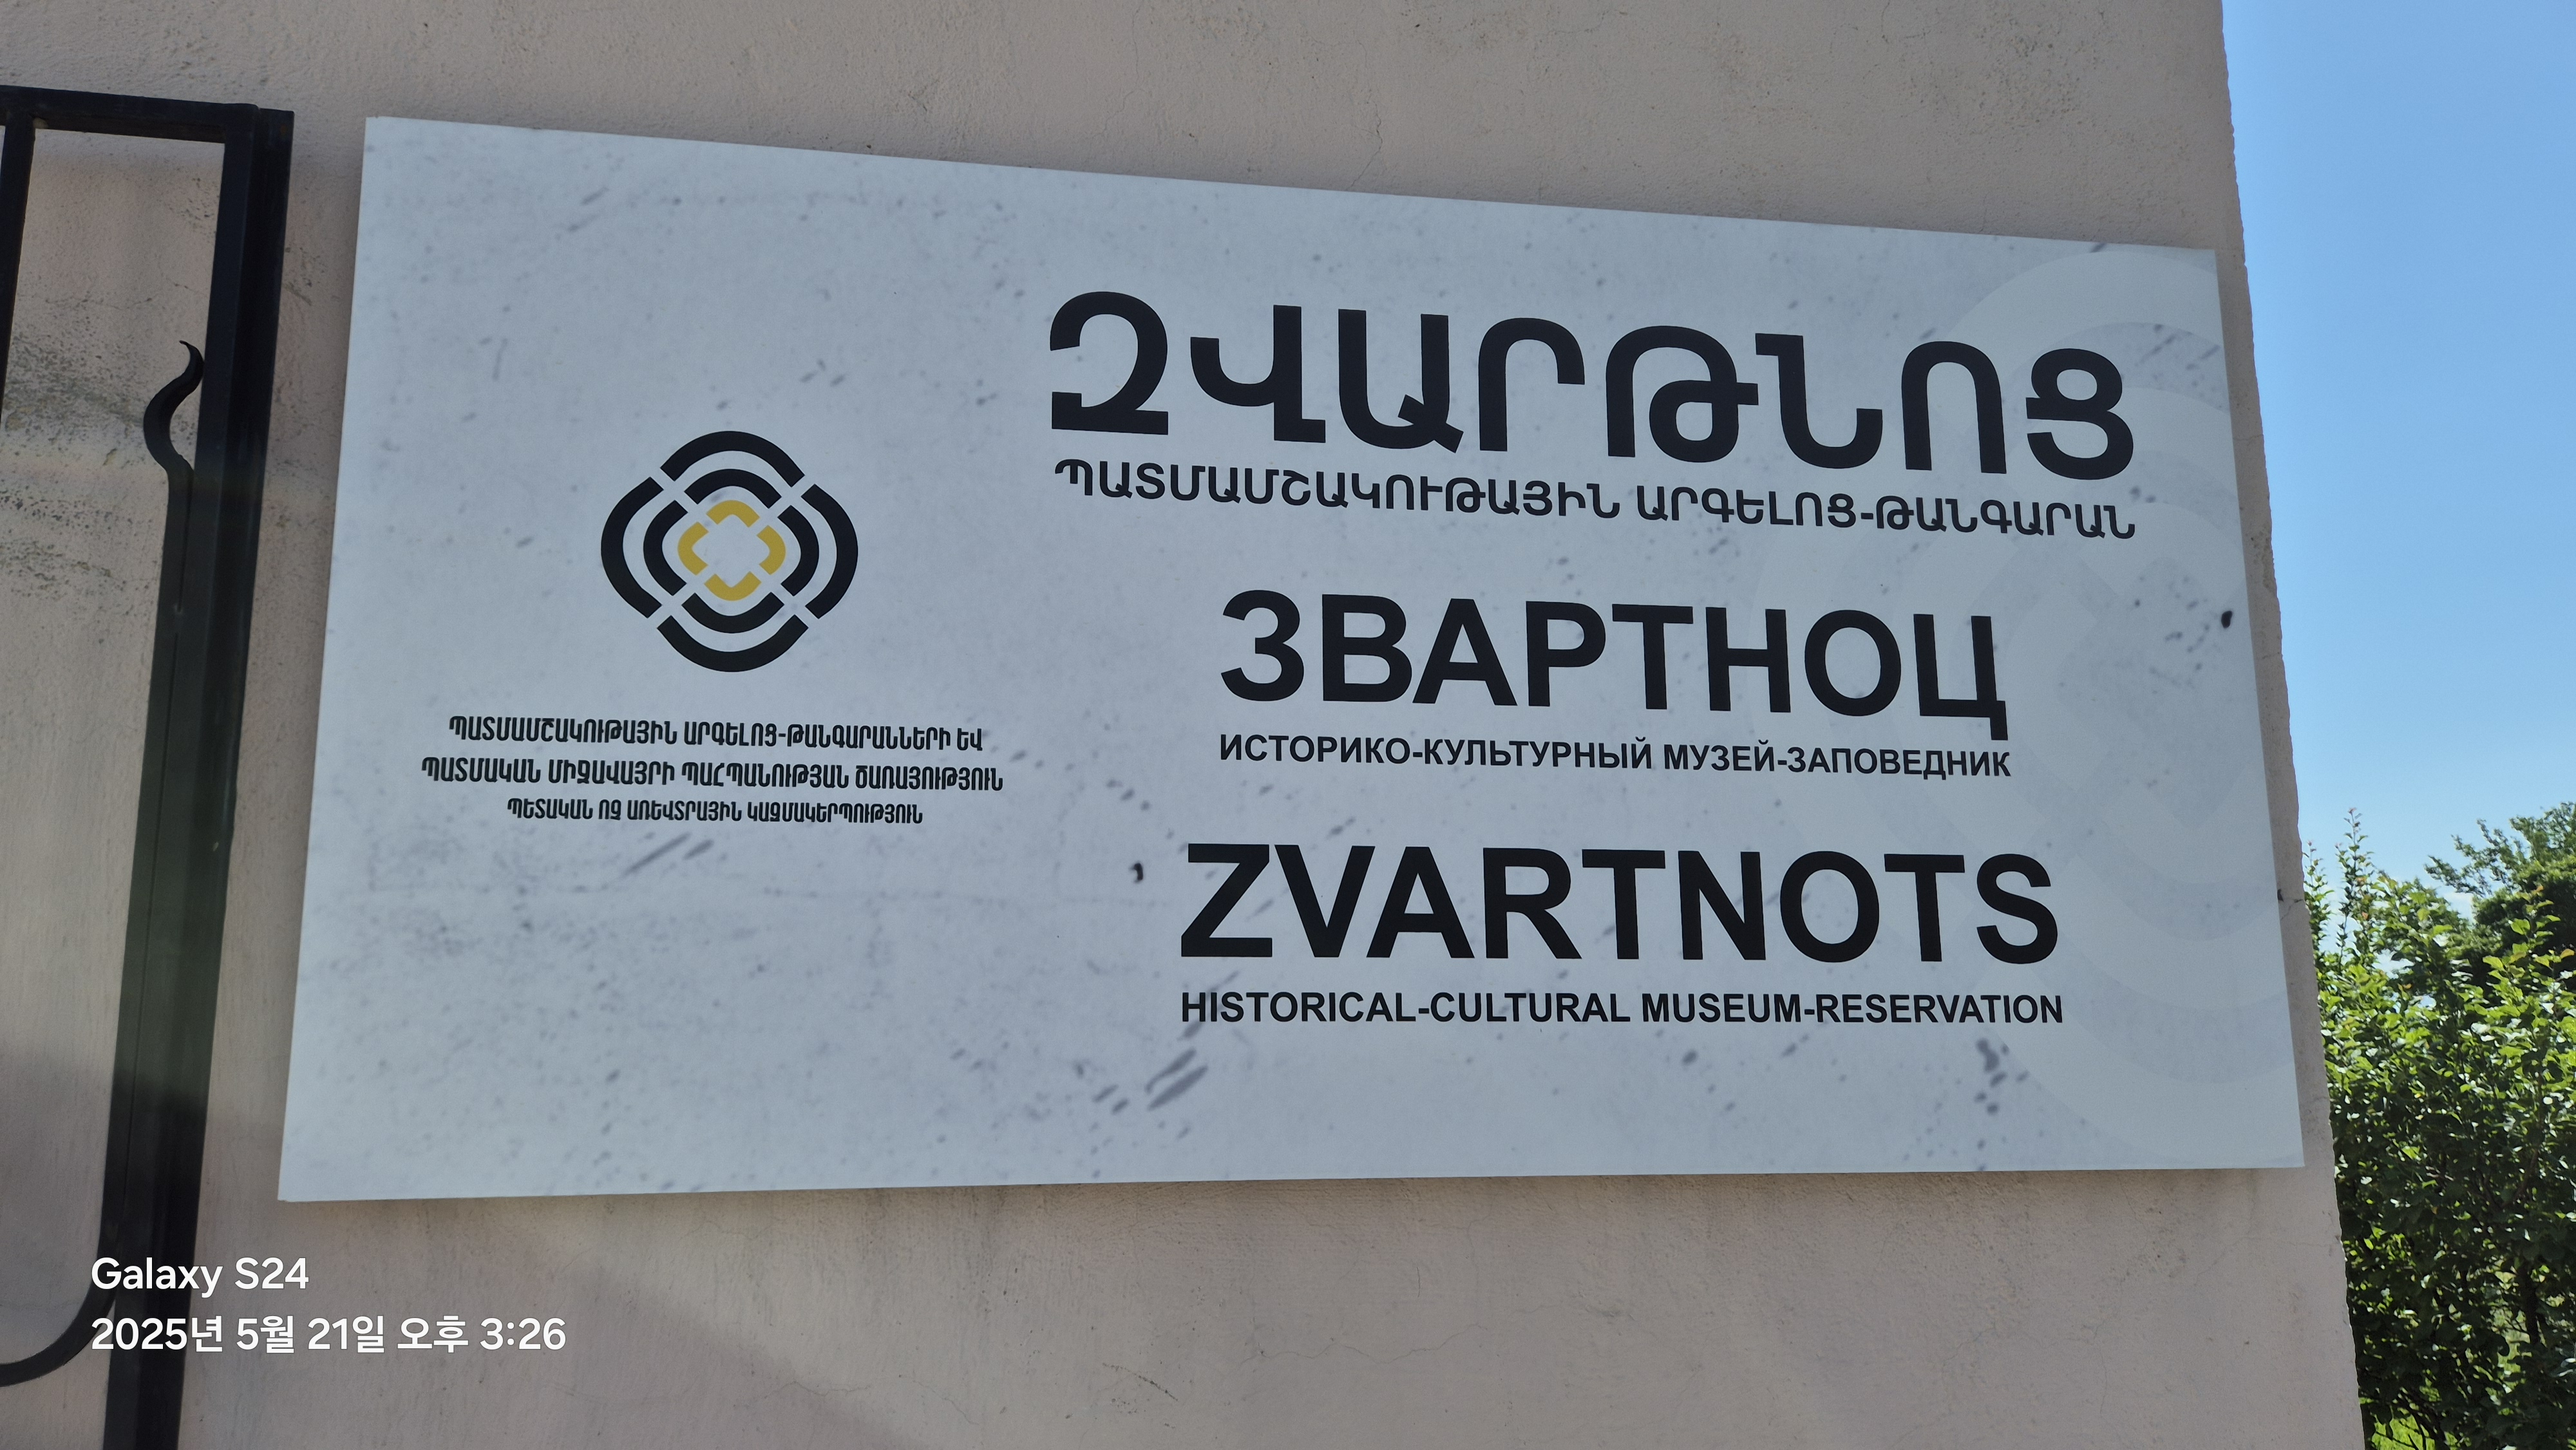 ՊԱՏՄԱՄՇԱԿՈՒԹԱՅԻՆ ԱՐԳԵԼՈՑ-ԹԱՆԳԱՐԱՆՆԵՐԻ ԵՎ
ՊԱՏՄԱԿԱՆ ՄԻՋԱՎԱՅՐԻ ՊԱՀՊԱՆՈՒԹՅԱՆ ԾԱՌԱՅՈՒԹՅՈՒՆ
ՊԵՏԱԿԱՆ ՈՉ ԱՌԵՎՏՐԱՅԻՆ ԿԱԶՄԱԿԵՐՊՈՒԹՅՈՒՆ
ԶՎԱՐԹՆՈՑ
ՊԱՏՄԱՄՇԱԿՈՒԹԱՅԻՆ ԱՐԳԵԼՈՑ-ԹԱՆԳԱՐԱՆ
ЗВАРТНОЦ
ИСТОРИКО-КУЛЬТУРНЫЙ МУЗЕЙ-ЗАПОВЕДНИК
ZVARTNOTS
HISTORICAL-CULTURAL MUSEUM-RESERVATION
Galaxy S24
2025년 5월 21일 오후 3:26